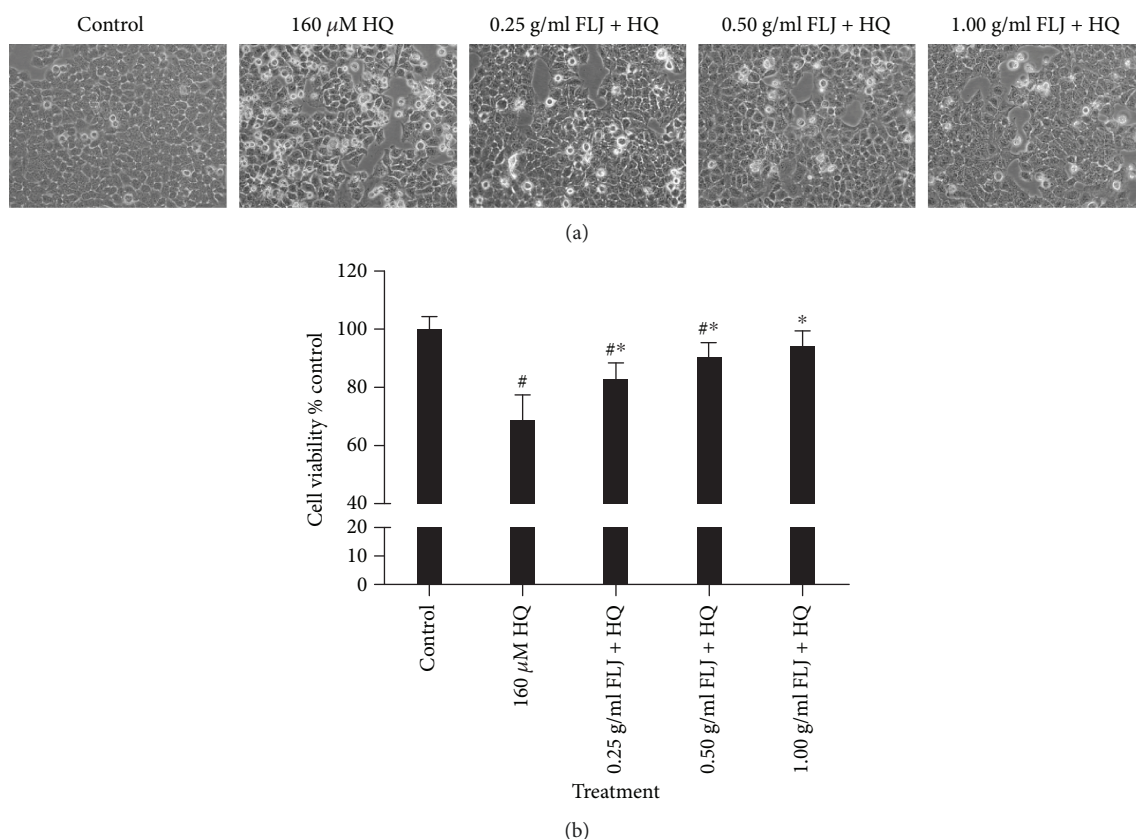 Control
160 μM HQ
0.25 g/ml FLJ + HQ
0.50 g/ml FLJ + HQ
1.00 g/ml FLJ + HQ
(a)
120
100
80
60
40
20
10
0
Cell viability % control
#
#*
#*
*
Control
160 μM HQ
0.25 g/ml FLJ + HQ
0.50 g/ml FLJ + HQ
1.00 g/ml FLJ + HQ
Treatment
(b)